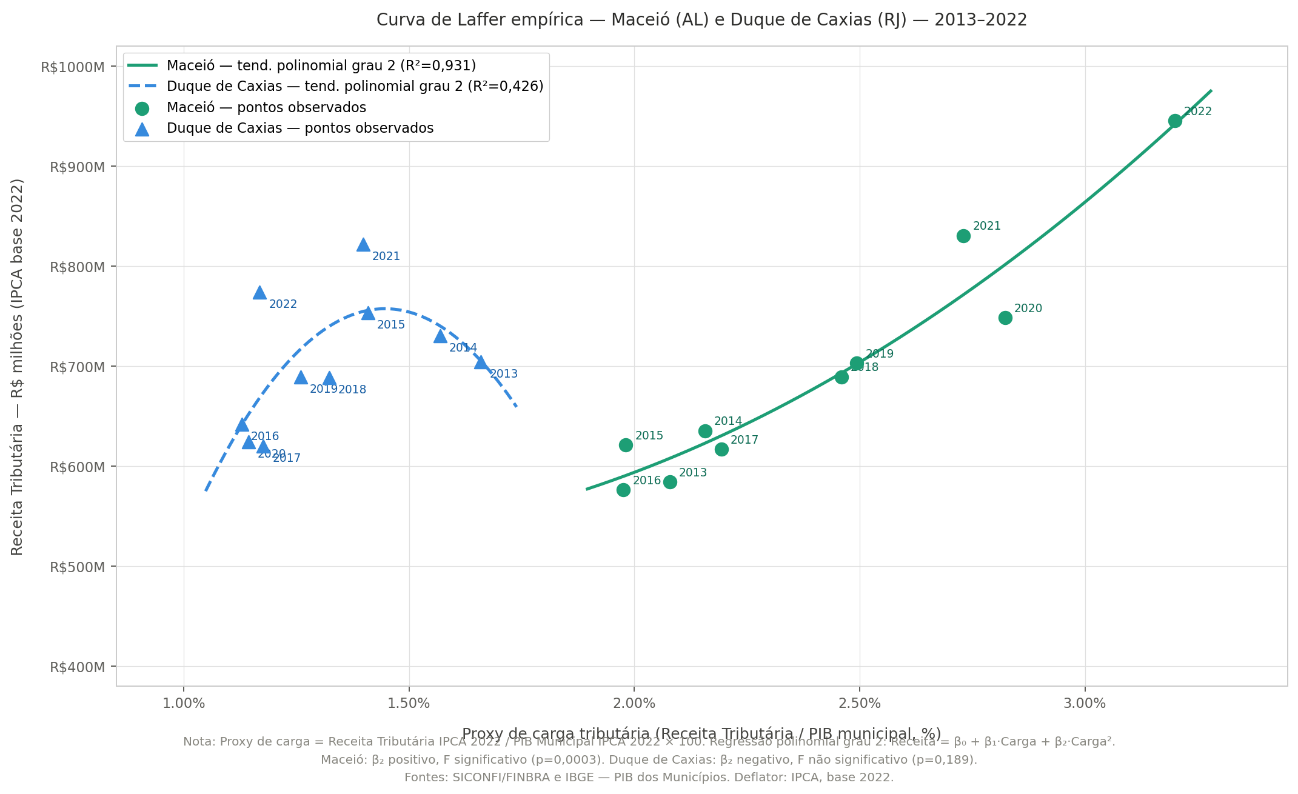 Curva de Laffer empírica — Maceió (AL) e Duque de Caxias (RJ) — 2013–2022
Maceió — tend. polinomial grau 2 (R²=0,931)
Duque de Caxias — tend. polinomial grau 2 (R²=0,426)
Maceió — pontos observados
Duque de Caxias — pontos observados
Receita Tributária — R$ milhões (IPCA base 2022)
R$1000M
R$900M
R$800M
R$700M
R$600M
R$500M
R$400M
2021
2022
2015
2014
2013
2019
2018
2016
2020
2017
2022
2021
2020
2019
2018
2014
2015
2017
2013
2016
1.00%
1.50%
2.00%
2.50%
3.00%
Proxy de carga tributária (Receita Tributária / PIB municipal, %)
Nota: Proxy de carga = Receita Tributária IPCA 2022 / PIB Municipal IPCA 2022 × 100. Regressão polinomial grau 2: Receita = β₀ + β₁·Carga + β₂·Carga².
Maceió: β₂ positivo, F significativo (p=0,0003). Duque de Caxias: β₂ negativo, F não significativo (p=0,189).
Fontes: SICONFI/FINBRA e IBGE — PIB dos Municípios. Deflator: IPCA, base 2022.